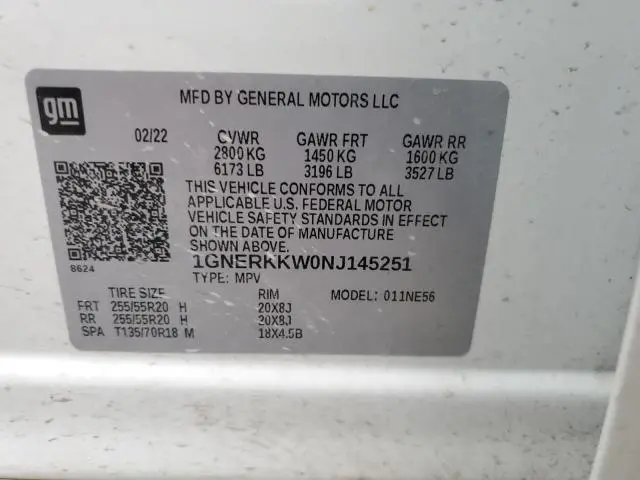 gm
MFD BY GENERAL MOTORS LLC
02/22 GVWR GAWR FRT GAWR RR
2800 KG 1450 KG 1600 KG
6173 LB 3196 LB 3527 LB
THIS VEHICLE CONFORMS TO ALL
APPLICABLE U.S. FEDERAL MOTOR
VEHICLE SAFETY STANDARDS IN EFFECT
ON THE DATE OF MANUFACTURE
SHOWN ABOVE.
8624
1GNERKKW0NJ145251
TYPE: MPV
TIRE SIZE RIM MODEL: 011NE56
FRT 255/55R20 H 20X8J
RR 255/55R20 H 20X8J
SPA T135/70R18 M 18X4.5B